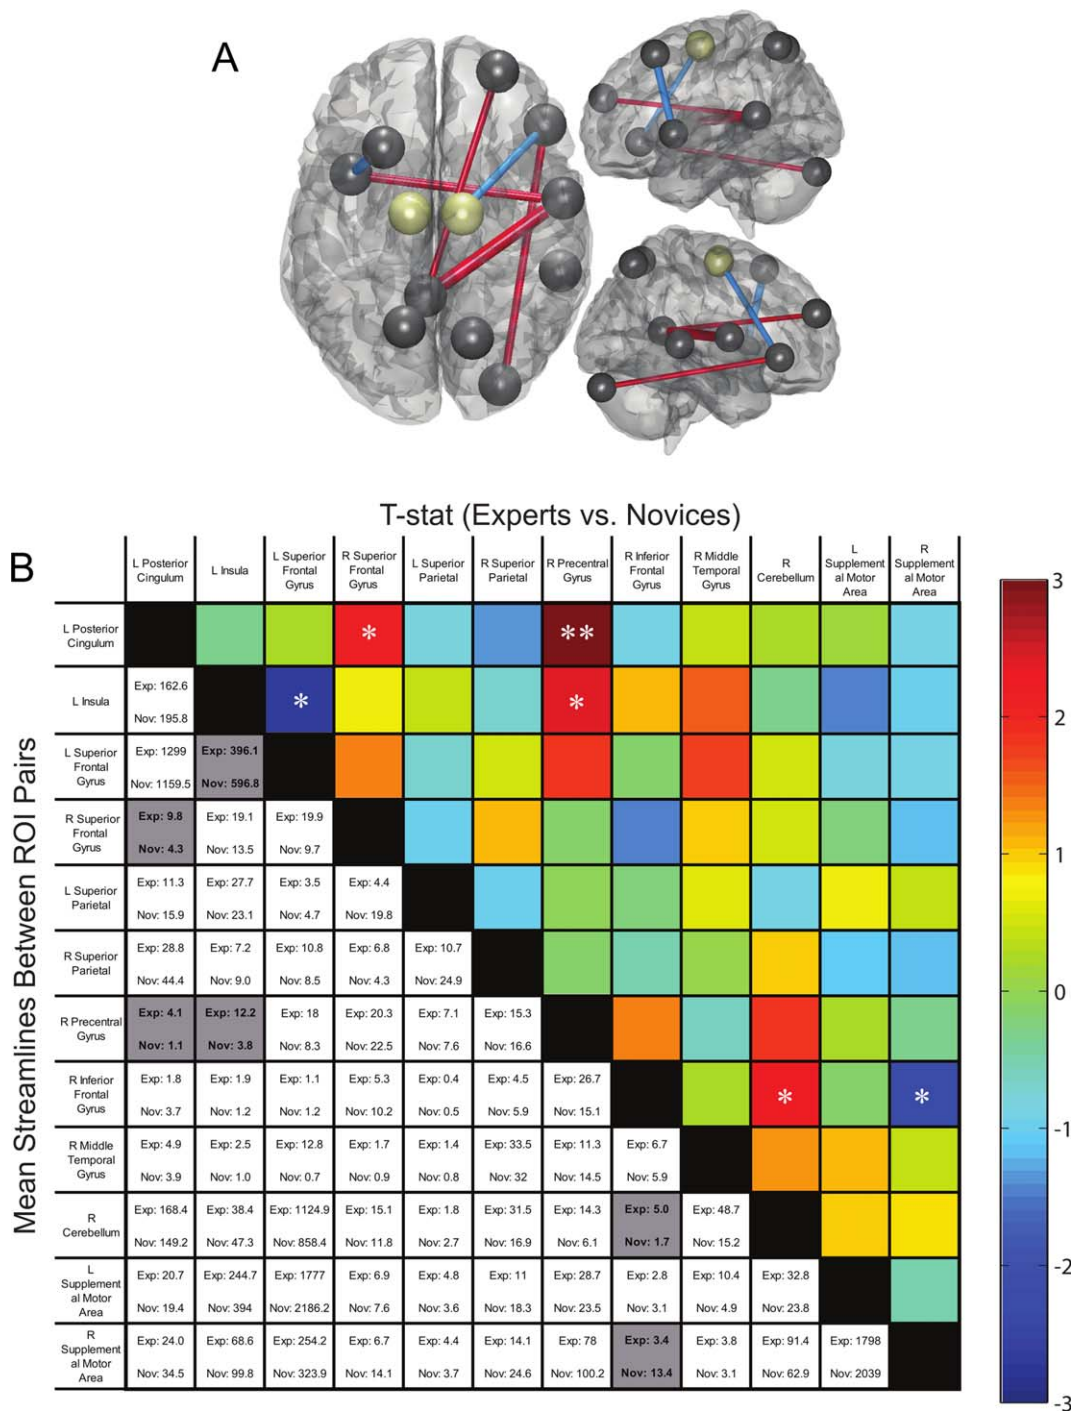 A
T-stat (Experts vs. Novices)
B
L Posterior
Cingulum
L Insula
L Superior
Frontal
Gyrus
R Superior
Frontal
Gyrus
L Superior
Parietal
R Superior
Parietal
R Precentral
Gyrus
R Inferior
Frontal
Gyrus
R Middle
Temporal
Gyrus
R
Cerebellum
L
Supplement
al Motor
Area
R
Supplement
al Motor
Area
Mean Streamlines Between ROI Pairs
L Posterior
Cingulum
*
**
L Insula
Exp: 162.6
Nov: 195.8
*
*
L Superior
Frontal
Gyrus
Exp: 1299
Nov: 1159.5
Exp: 396.1
Nov: 596.8
R Superior
Frontal
Gyrus
Exp: 9.8
Nov: 4.3
Exp: 19.1
Nov: 13.5
Exp: 19.9
Nov: 9.7
L Superior
Parietal
Exp: 11.3
Nov: 15.9
Exp: 27.7
Nov: 23.1
Exp: 3.5
Nov: 4.7
Exp: 4.4
Nov: 19.8
R Superior
Parietal
Exp: 28.8
Nov: 44.4
Exp: 7.2
Nov: 9.0
Exp: 10.8
Nov: 8.5
Exp: 6.8
Nov: 4.3
Exp: 10.7
Nov: 24.9
R Precentral
Gyrus
Exp: 4.1
Nov: 1.1
Exp: 12.2
Nov: 3.8
Exp: 18
Nov: 8.3
Exp: 20.3
Nov: 22.5
Exp: 7.1
Nov: 7.6
Exp: 15.3
Nov: 16.6
R Inferior
Frontal
Gyrus
Exp: 1.8
Nov: 3.7
Exp: 1.9
Nov: 1.2
Exp: 1.1
Nov: 1.2
Exp: 5.3
Nov: 10.2
Exp: 0.4
Nov: 0.5
Exp: 4.5
Nov: 5.9
Exp: 26.7
Nov: 15.1
*
*
R Middle
Temporal
Gyrus
Exp: 4.9
Nov: 3.9
Exp: 2.5
Nov: 1.0
Exp: 12.8
Nov: 0.7
Exp: 1.7
Nov: 0.9
Exp: 1.4
Nov: 0.8
Exp: 33.5
Nov: 32
Exp: 11.3
Nov: 14.5
Exp: 6.7
Nov: 5.9
R
Cerebellum
Exp: 168.4
Nov: 149.2
Exp: 38.4
Nov: 47.3
Exp: 1124.9
Nov: 858.4
Exp: 15.1
Nov: 11.8
Exp: 1.8
Nov: 2.7
Exp: 31.5
Nov: 16.9
Exp: 14.3
Nov: 6.1
Exp: 5.0
Nov: 1.7
Exp: 48.7
Nov: 15.2
L
Supplement
al Motor
Area
Exp: 20.7
Nov: 19.4
Exp: 244.7
Nov: 394
Exp: 1777
Nov: 2186.2
Exp: 6.9
Nov: 7.6
Exp: 4.8
Nov: 3.6
Exp: 11
Nov: 18.3
Exp: 28.7
Nov: 23.5
Exp: 2.8
Nov: 3.1
Exp: 10.4
Nov: 4.9
Exp: 32.8
Nov: 23.8
R
Supplement
al Motor
Area
Exp: 24.0
Nov: 34.5
Exp: 68.6
Nov: 99.8
Exp: 254.2
Nov: 323.9
Exp: 6.7
Nov: 14.1
Exp: 4.4
Nov: 3.7
Exp: 14.1
Nov: 24.6
Exp: 78
Nov: 100.2
Exp: 3.4
Nov: 13.4
Exp: 3.8
Nov: 3.1
Exp: 91.4
Nov: 62.9
Exp: 1798
Nov: 2039
3
2
1
0
-1
-2
-3